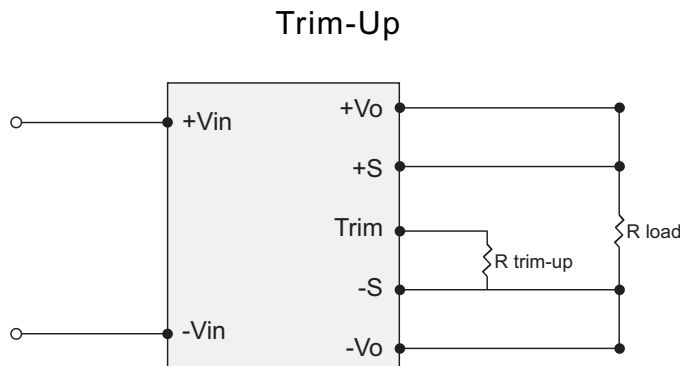 Trim-Up
+Vin
+Vo
+S
Trim
R load
R trim-up
-S
-Vin
-Vo